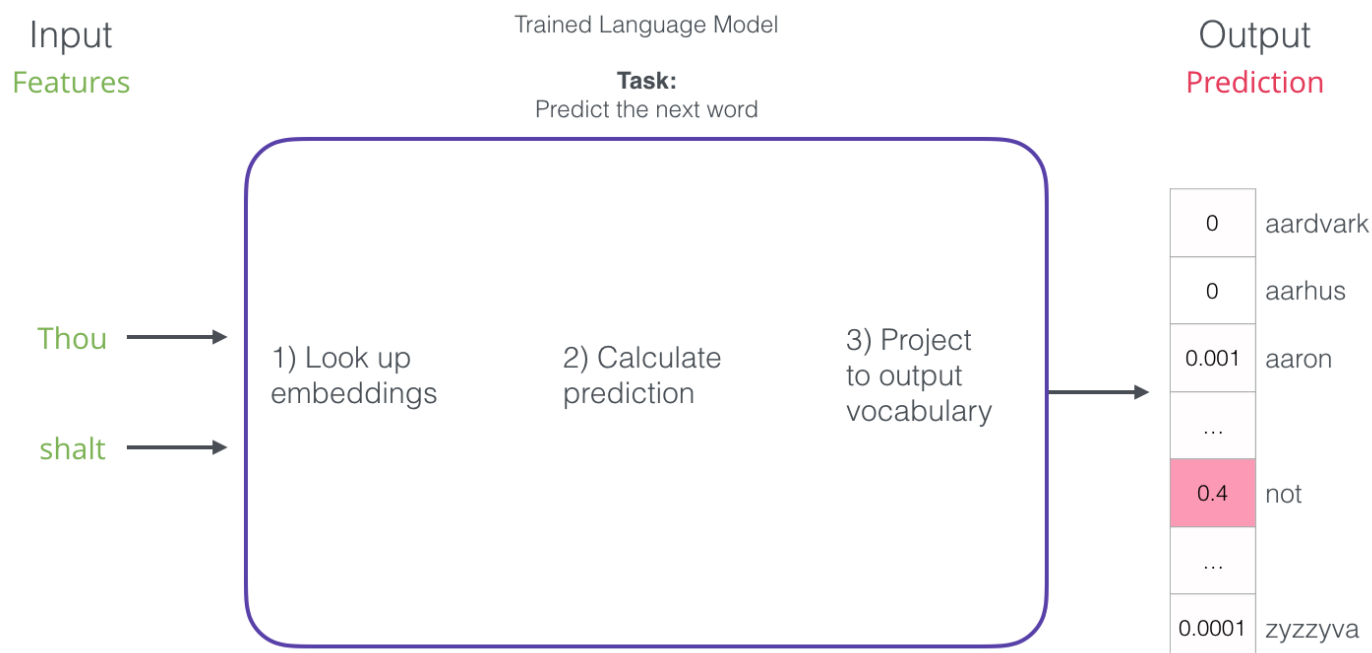 Input
Features
Trained Language Model
Task:
Predict the next word
Output
Prediction
Thou
shalt
1) Look up
embeddings
2) Calculate
prediction
3) Project
to output
vocabulary
0 aardvark
0 aarhus
0.001 aaron
...
0.4 not
...
0.0001 zyzzyva